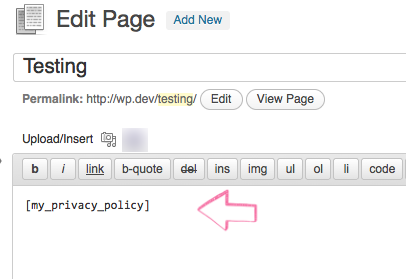 Edit Page Add New
Testing
Permalink: http://wp.dev/testing/ Edit View Page
Upload/Insert
b i link b-quote del ins img ul ol li code
[my_privacy_policy]